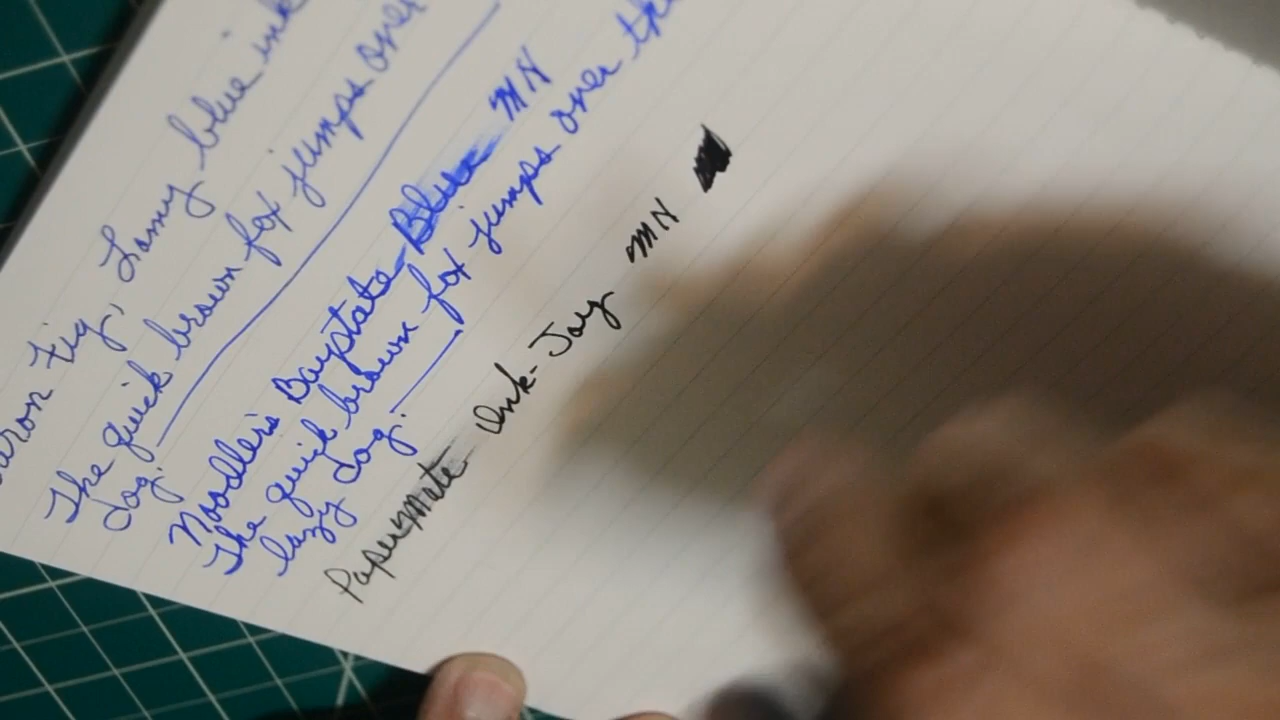 Fig, Lamy blue ink
The quick brown fox jumps over
dog.
Noodler's Baystate Blue MN
The quick brown fox jumps over the
lazy dog.
Papermate Ink-Joy MN